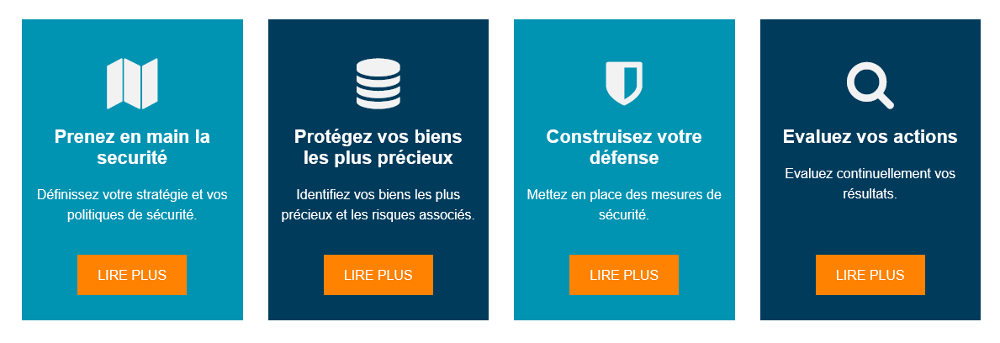 Prenez en main la
securité
Définissez votre stratégie et vos
politiques de sécurité.
LIRE PLUS
Protégez vos biens
les plus précieux
Identifiez vos biens les plus
précieux et les risques associés.
LIRE PLUS
Construisez votre
défense
Mettez en place des mesures de
sécurité.
LIRE PLUS
Evaluez vos actions
Evaluez continuellement vos
résultats.
LIRE PLUS